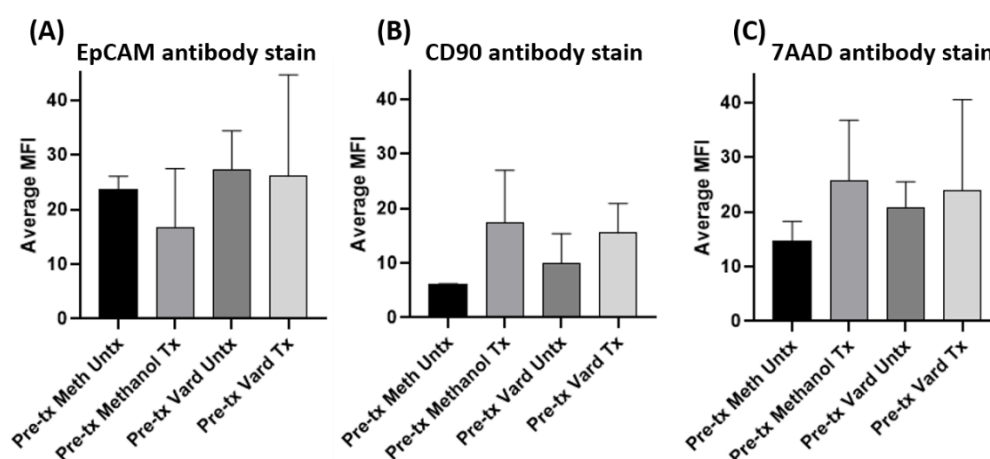 (A)
EpCAM antibody stain
Average MFI
40
30
20
10
0
Pre-tx Meth Untx
Pre-tx Methanol Tx
Pre-tx Vard Untx
Pre-tx Vard Tx
(B)
CD90 antibody stain
Average MFI
40
30
20
10
0
Pre-tx Meth Untx
Pre-tx Methanol Tx
Pre-tx Vard Untx
Pre-tx Vard Tx
(C)
7AAD antibody stain
Average MFI
40
30
20
10
0
Pre-tx Meth Untx
Pre-tx Methanol Tx
Pre-tx Vard Untx
Pre-tx Vard Tx